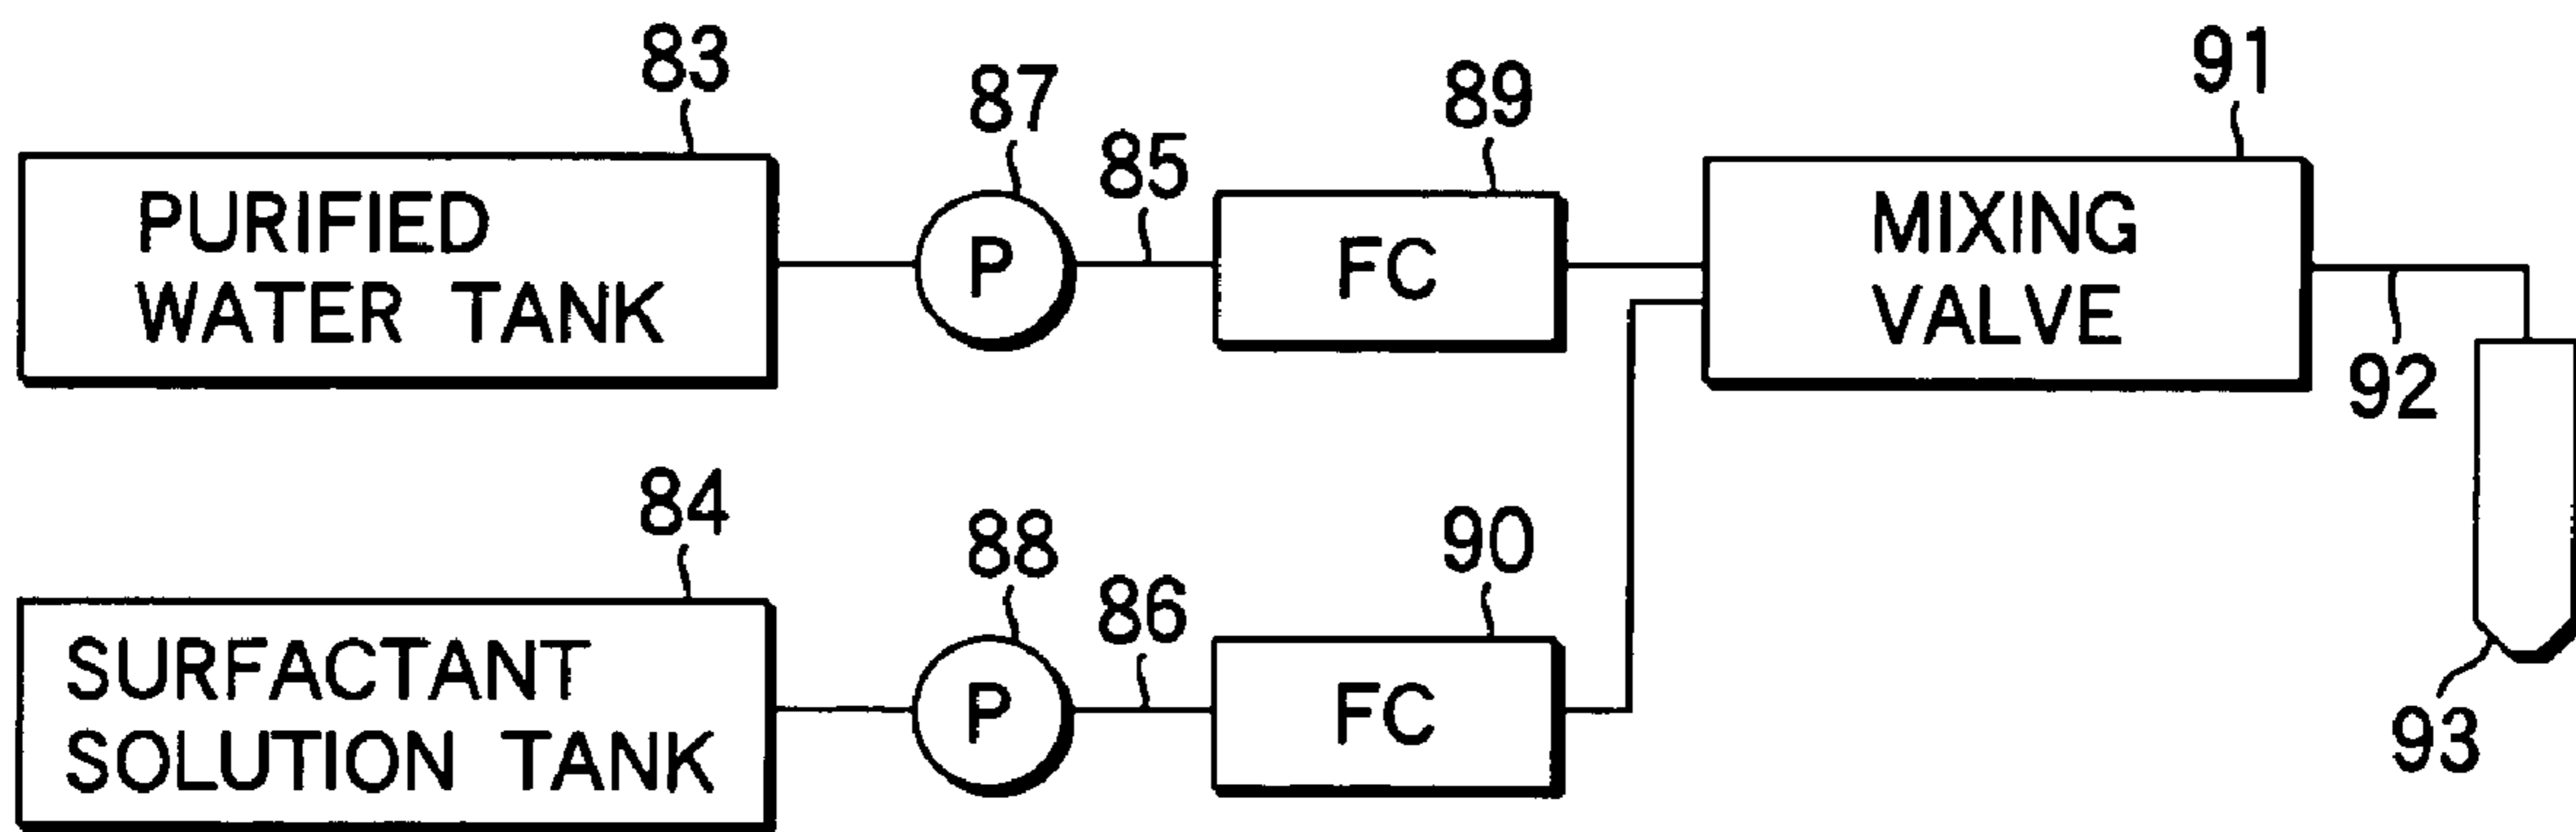 83
87
85
89
91
PURIFIED
WATER TANK
P
FC
MIXING
VALVE
92
93
84
88
86
90
SURFACTANT
SOLUTION TANK
P
FC